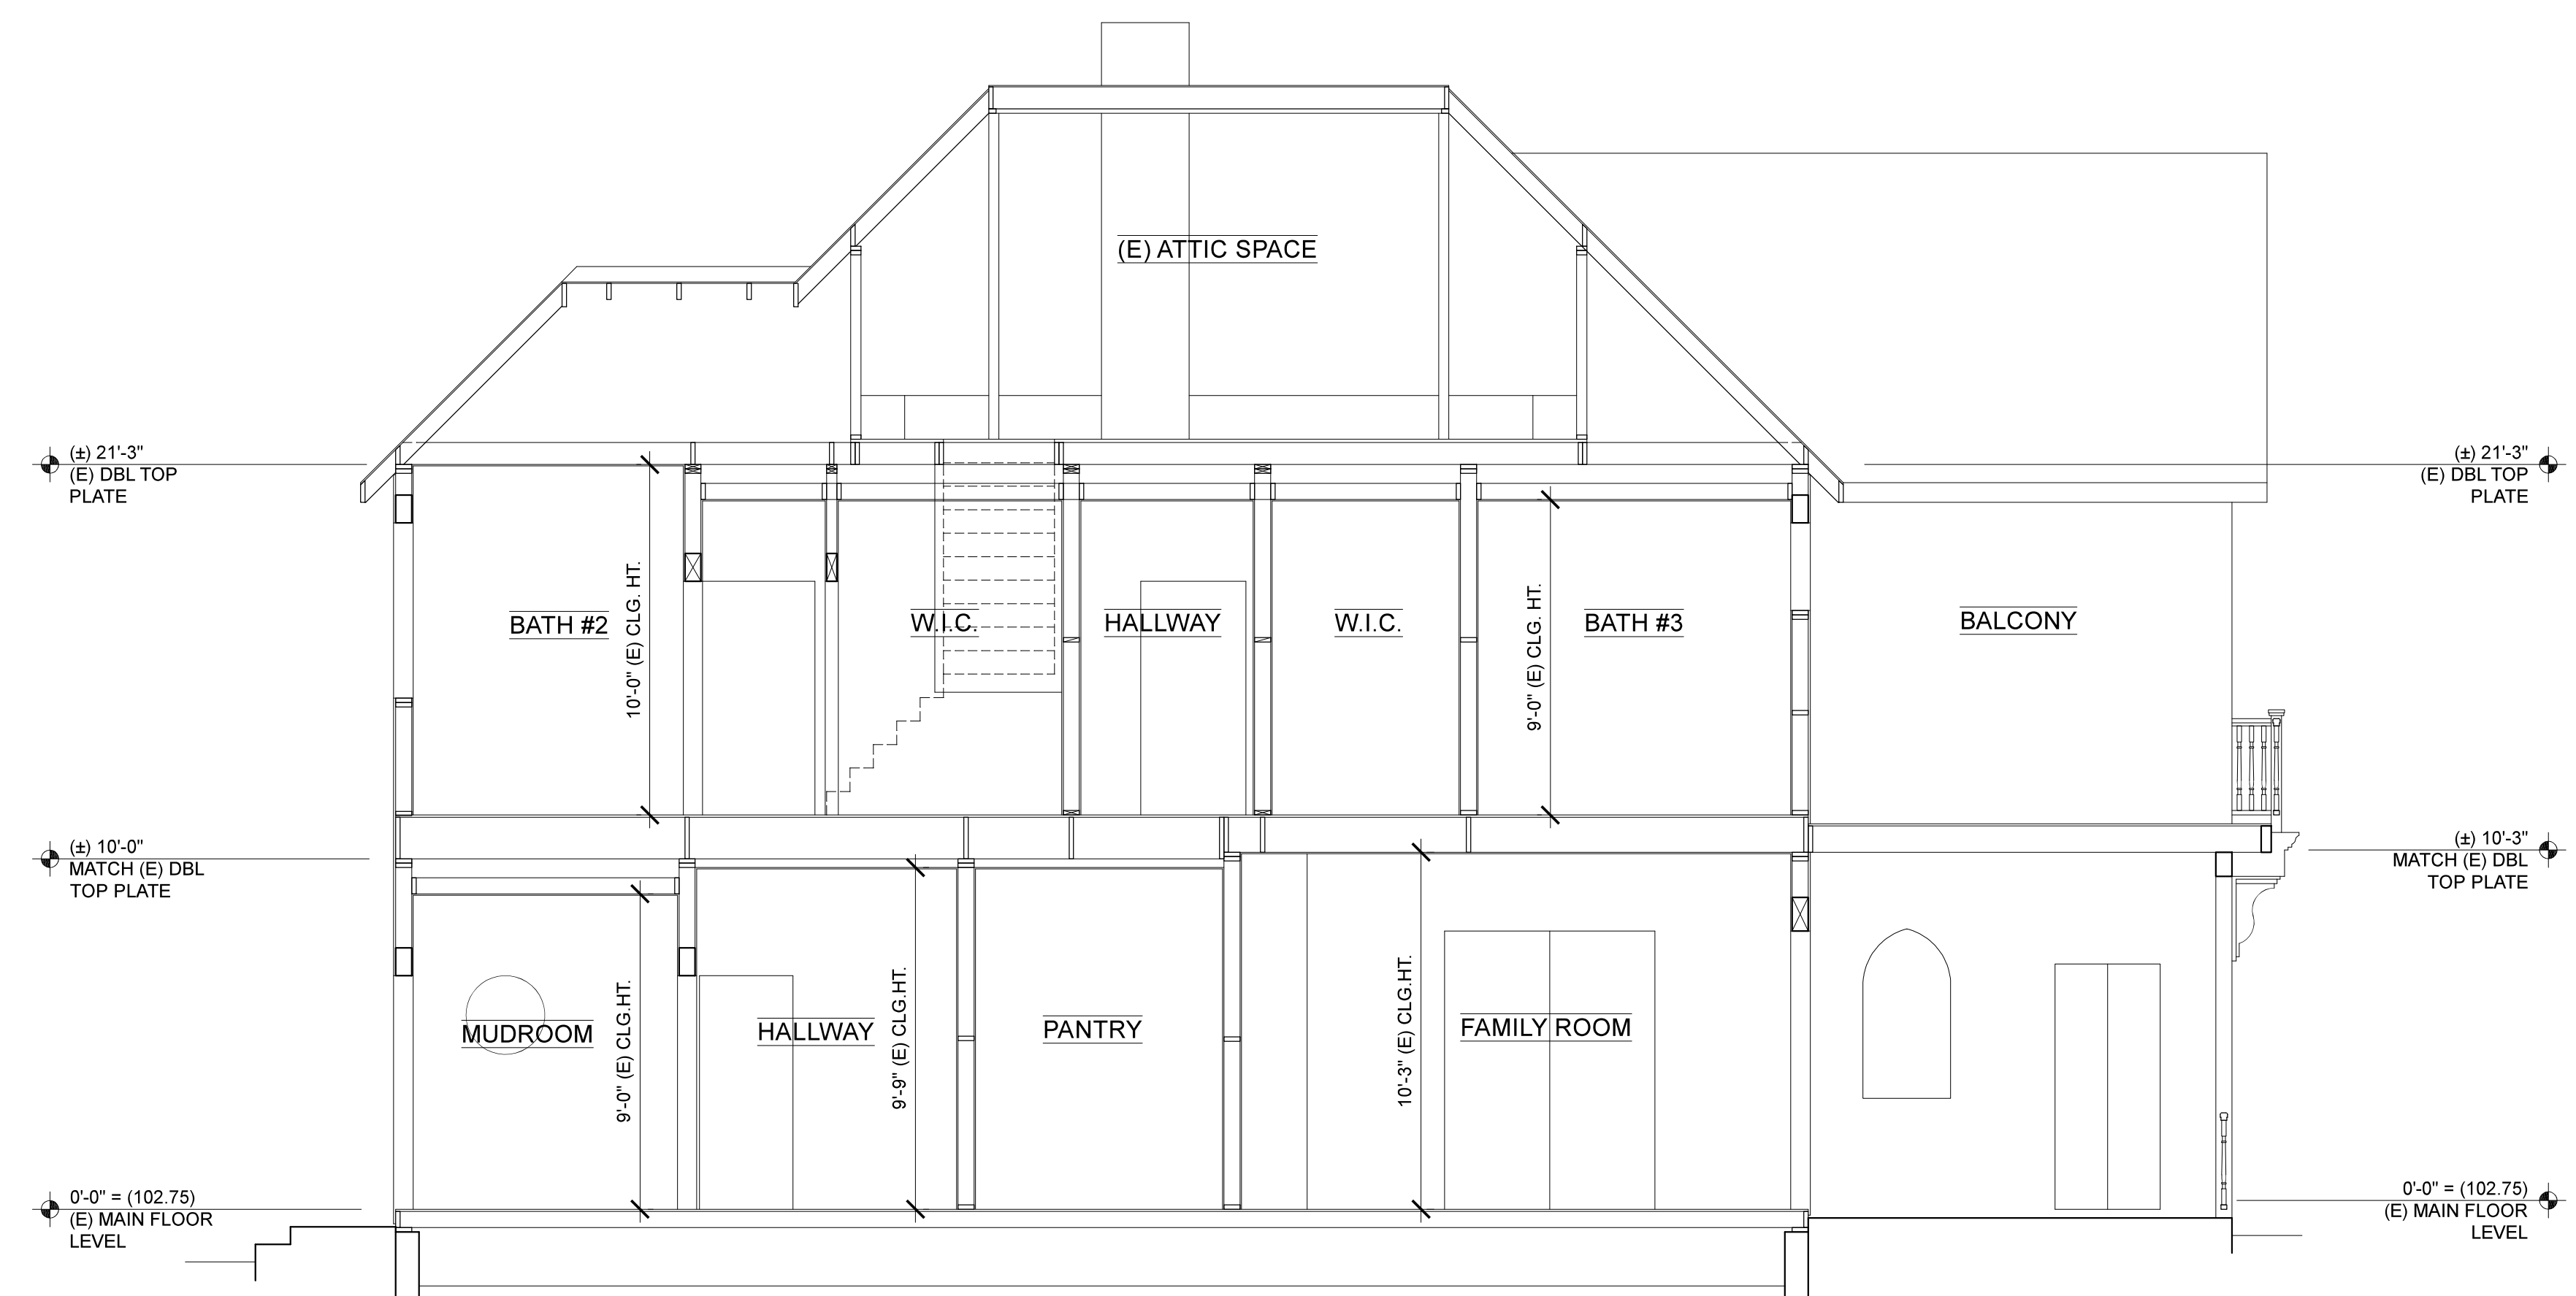 (E) ATTIC SPACE
(±) 21'-3"
(E) DBL TOP
PLATE
(±) 21'-3"
(E) DBL TOP
PLATE
BATH #2
10'-0" (E) CLG. HT.
W.I.C.
HALLWAY
W.I.C.
9'-0" (E) CLG. HT.
BATH #3
BALCONY
(±) 10'-0"
MATCH (E) DBL
TOP PLATE
(±) 10'-3"
MATCH (E) DBL
TOP PLATE
MUDROOM
9'-0" (E) CLG.HT.
HALLWAY
9'-9" (E) CLG.HT.
PANTRY
10'-3" (E) CLG.HT.
FAMILY ROOM
0'-0" = (102.75)
(E) MAIN FLOOR
LEVEL
0'-0" = (102.75)
(E) MAIN FLOOR
LEVEL